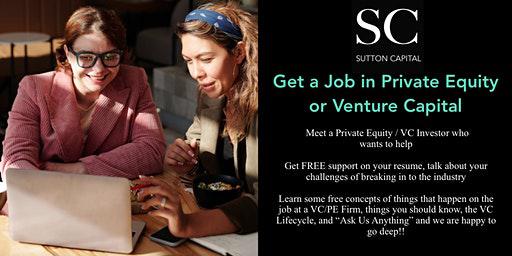 SC
SUTTON CAPITAL
Get a Job in Private Equity
or Venture Capital
Meet a Private Equity / VC Investor who
wants to help
Get FREE support on your resume, talk about your
challenges of breaking in to the industry
Learn some free concepts of things that happen on the
job at a VC/PE Firm, things you should know, the VC
Lifecycle, and “Ask Us Anything” and we are happy to
go deep!!